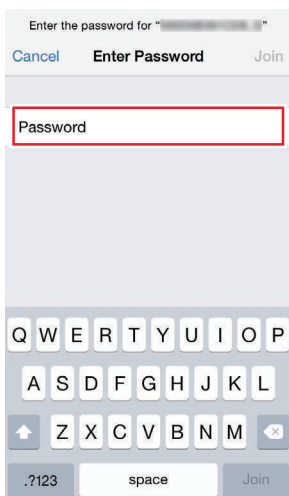 Enter the password for “ ”
Cancel Enter Password Join
Password
Q W E R T Y U I O P
A S D F G H J K L
Z X C V B N M
.?123 space Join